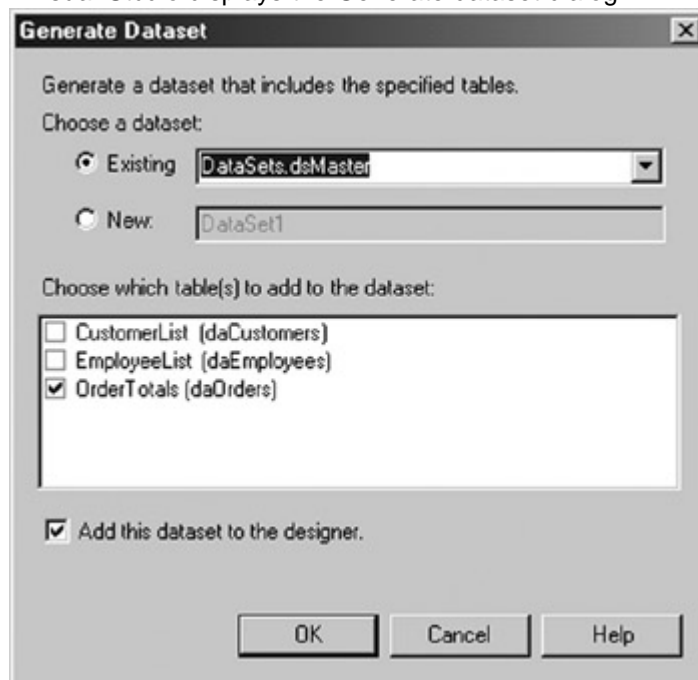 Generate Dataset
Generate a dataset that includes the specified tables.
Choose a dataset:
Existing DataSets.dsMaster
New: DataSet1
Choose which table(s) to add to the dataset:
CustomerList (daCustomers)
EmployeeList (daEmployees)
OrderTotals (daOrders)
Add this dataset to the designer.
OK Cancel Help